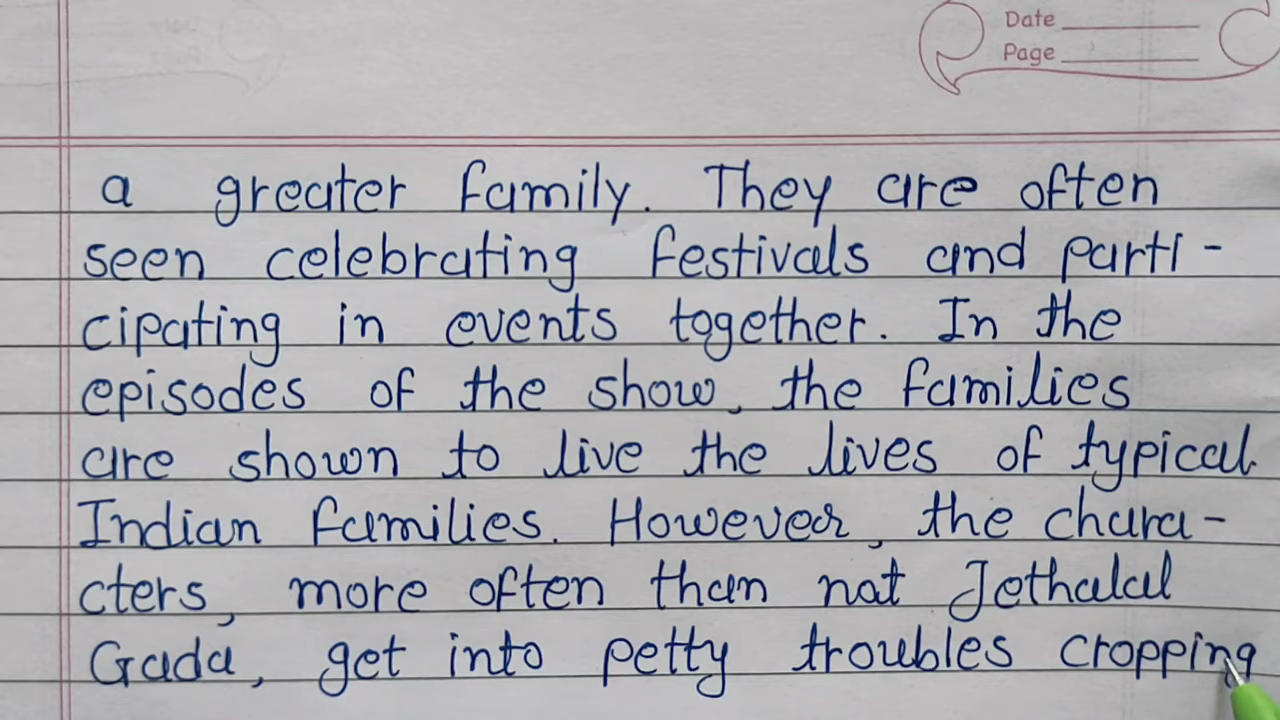 Date
Page
a greater family. They are often
seen celebrating festivals and parti-
cipating in events together. In the
episodes of the show, the families
are shown to live the lives of typical
Indian families. However, the chara-
cters, more often than not Jethalal
Gada, get into petty troubles cropping